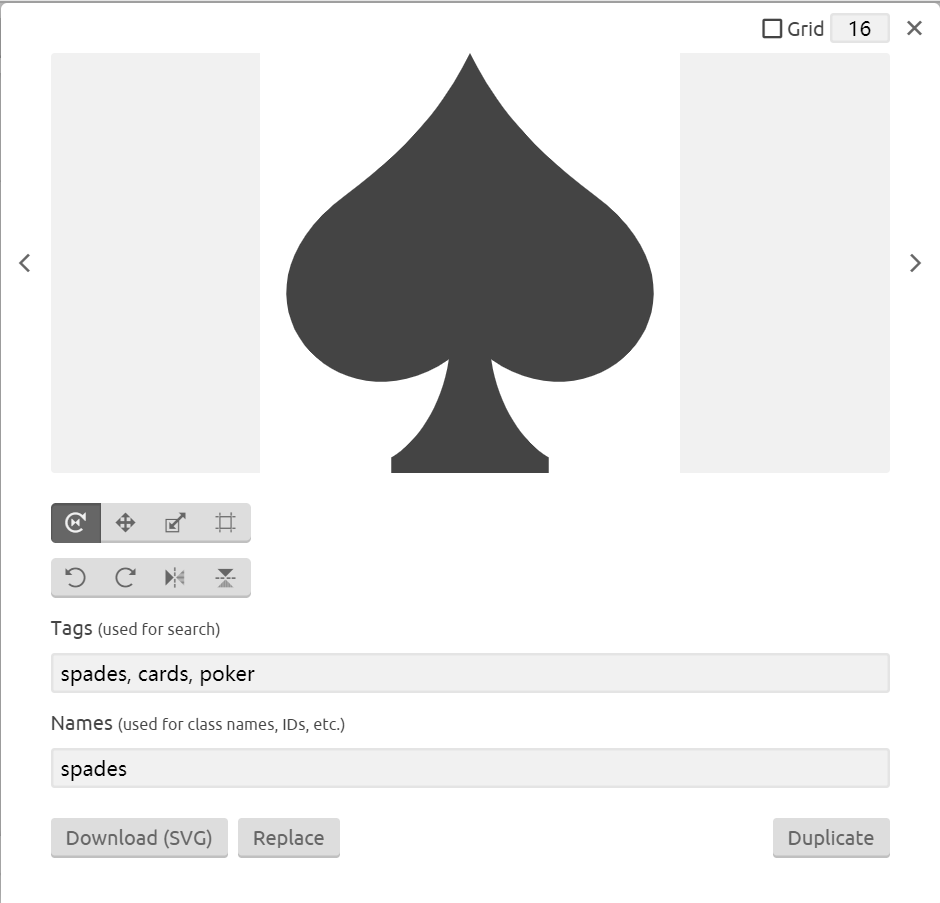 Grid 16
Tags (used for search)
spades, cards, poker
Names (used for class names, IDs, etc.)
spades
Download (SVG) Replace Duplicate